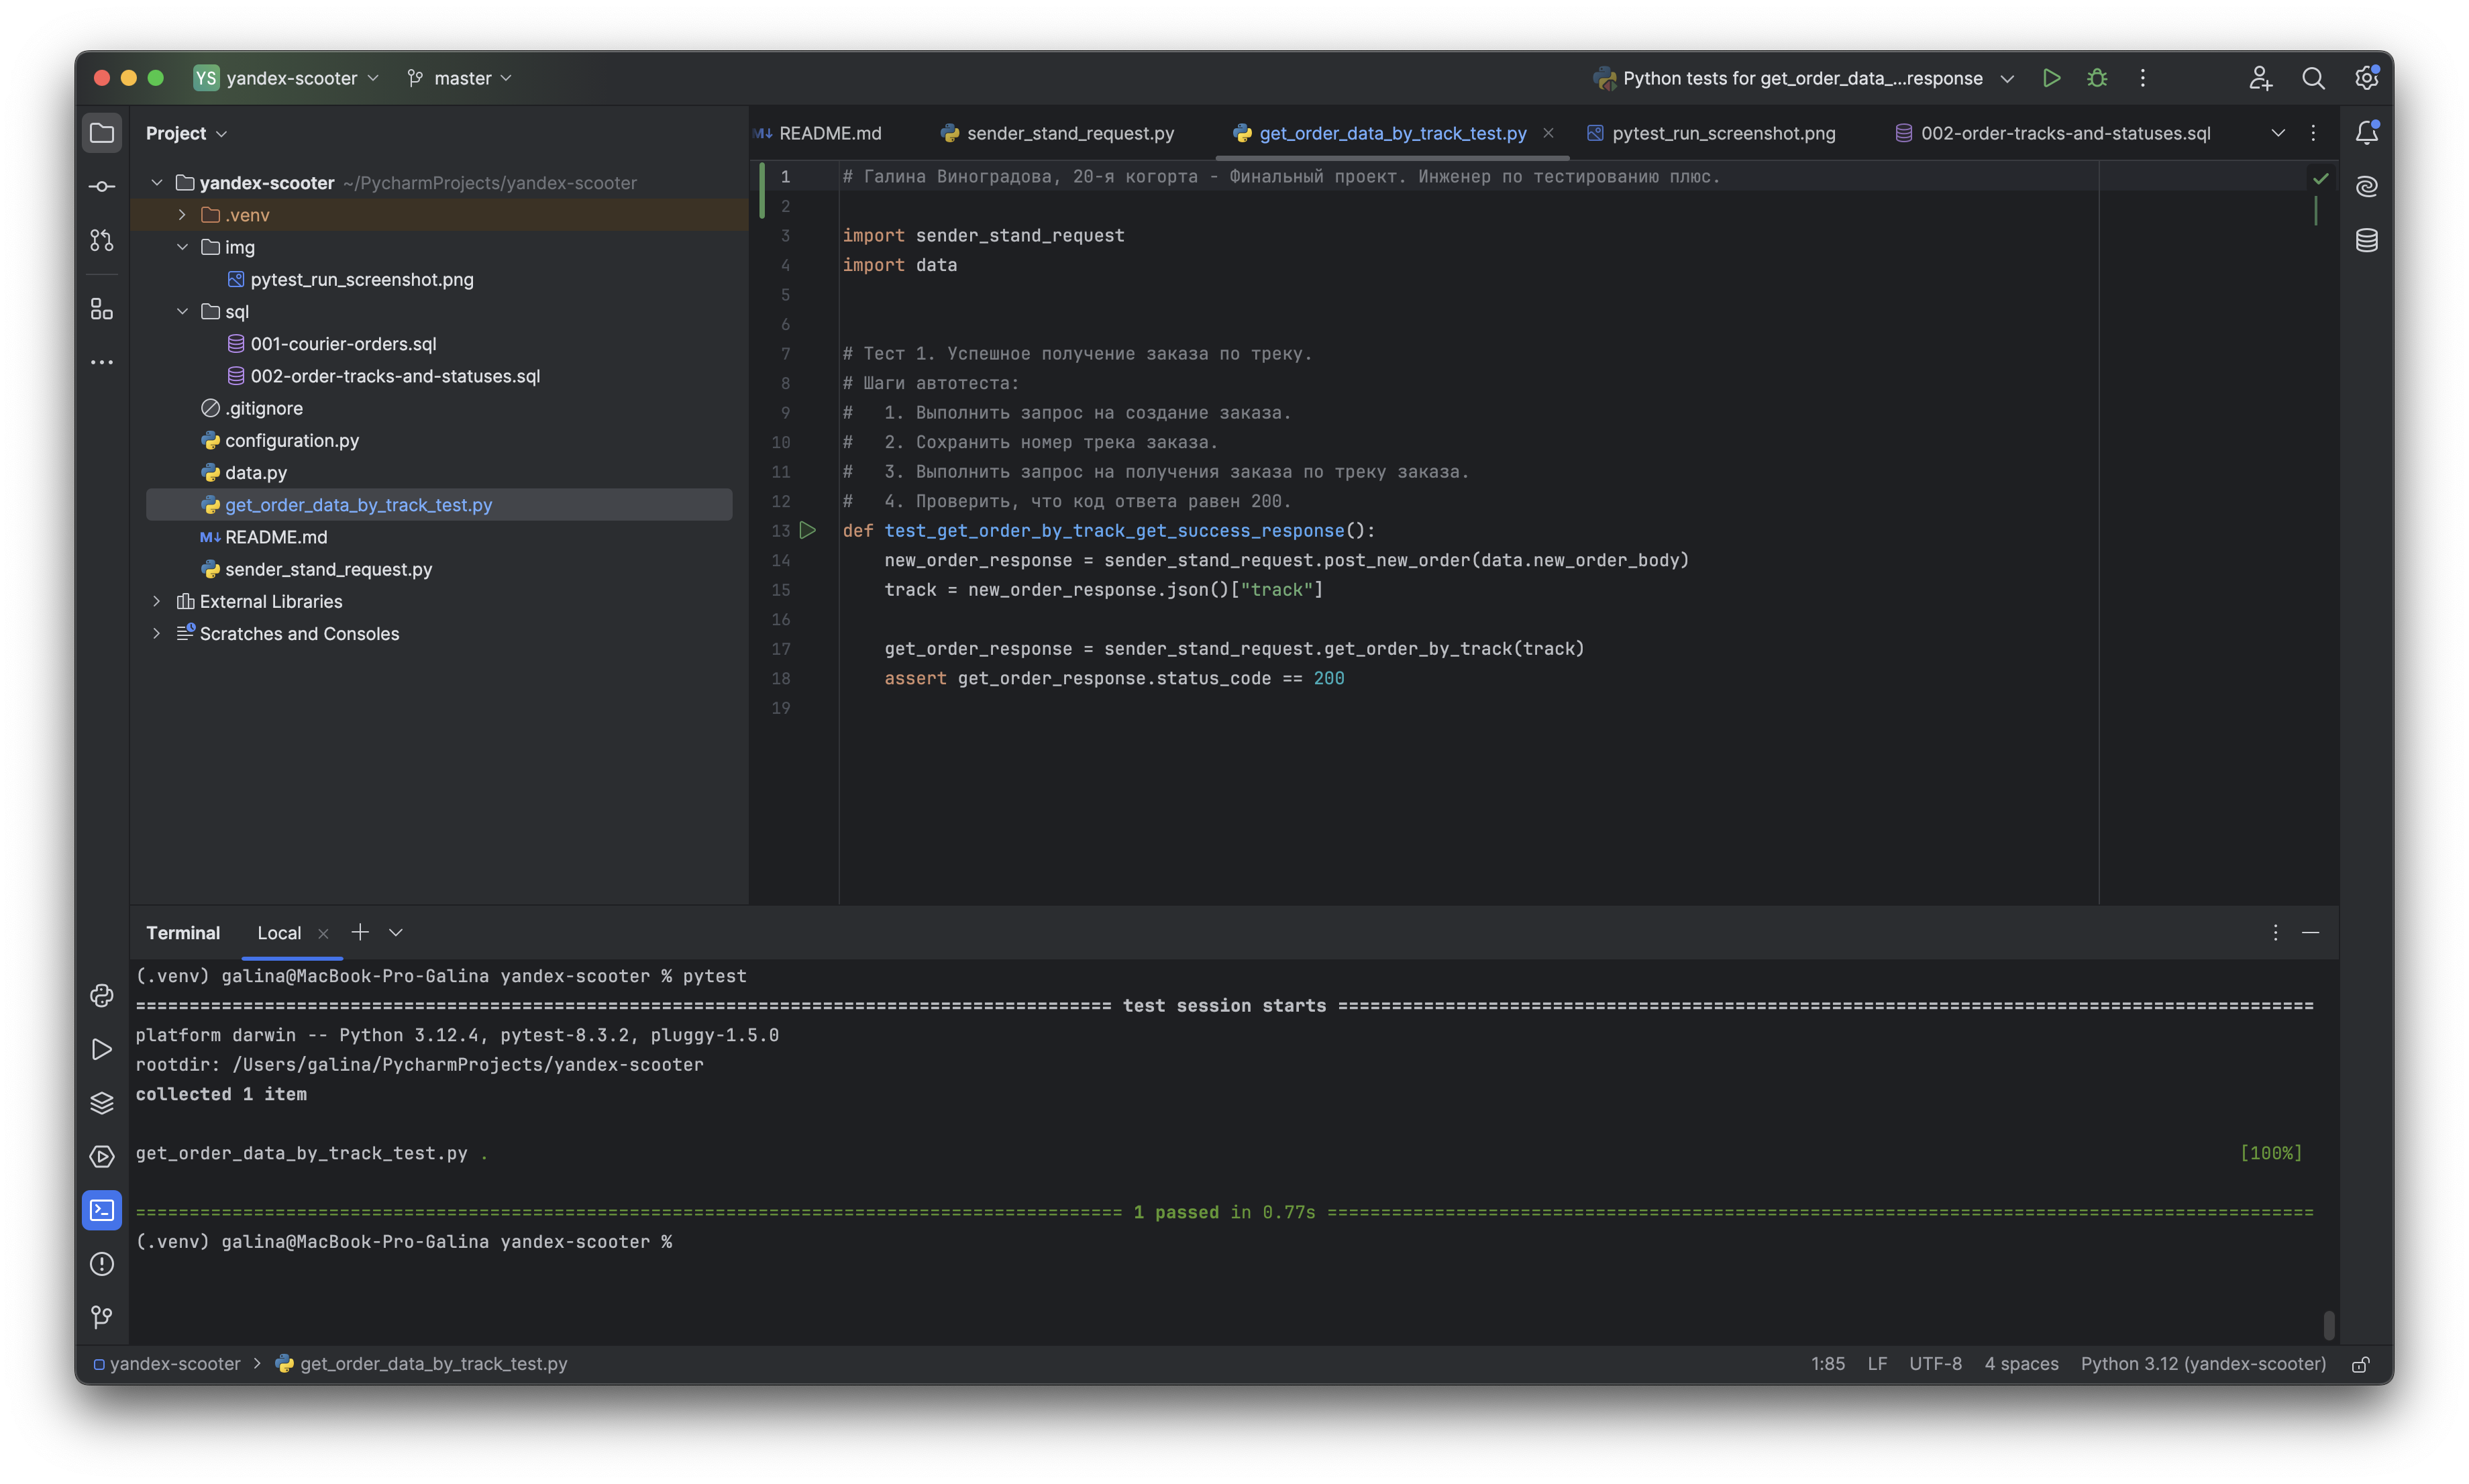 YS yandex-scooter master Python tests for get_order_data_...response
Project
yandex-scooter ~/PycharmProjects/yandex-scooter
.venv
img
pytest_run_screenshot.png
sql
001-courier-orders.sql
002-order-tracks-and-statuses.sql
.gitignore
configuration.py
data.py
get_order_data_by_track_test.py
M↓ README.md
sender_stand_request.py
External Libraries
Scratches and Consoles
M↓ README.md sender_stand_request.py get_order_data_by_track_test.py pytest_run_screenshot.png 002-order-tracks-and-statuses.sql
1 # Галина Виноградова, 20-я когорта - Финальный проект. Инженер по тестированию плюс.
2
3 import sender_stand_request
4 import data
5
6
7 # Тест 1. Успешное получение заказа по треку.
8 # Шаги автотеста:
9 #   1. Выполнить запрос на создание заказа.
10 #   2. Сохранить номер трека заказа.
11 #   3. Выполнить запрос на получения заказа по треку заказа.
12 #   4. Проверить, что код ответа равен 200.
13 def test_get_order_by_track_get_success_response():
14     new_order_response = sender_stand_request.post_new_order(data.new_order_body)
15     track = new_order_response.json()["track"]
16
17     get_order_response = sender_stand_request.get_order_by_track(track)
18     assert get_order_response.status_code == 200
19
Terminal Local
(.venv) galina@MacBook-Pro-Galina yandex-scooter % pytest
=========================================================================================== test session starts ===========================================================================================
platform darwin -- Python 3.12.4, pytest-8.3.2, pluggy-1.5.0
rootdir: /Users/galina/PycharmProjects/yandex-scooter
collected 1 item
get_order_data_by_track_test.py . [100%]
============================================================================================ 1 passed in 0.77s ============================================================================================
(.venv) galina@MacBook-Pro-Galina yandex-scooter %
yandex-scooter > get_order_data_by_track_test.py 1:85 LF UTF-8 4 spaces Python 3.12 (yandex-scooter)